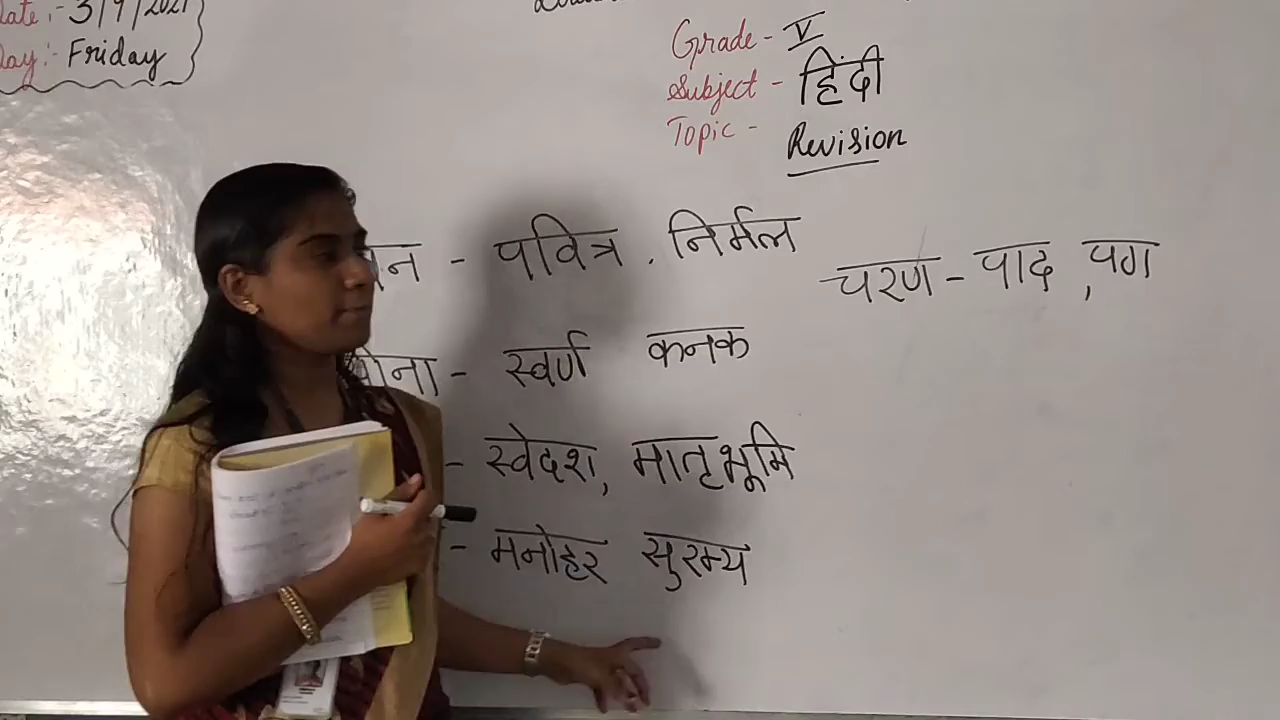 Date:- 3/9/2021
Day:- Friday
Grade - V
Subject - हिंदी
Topic - Revision
- पवित्र . निर्मल
चरण - पाद , पग
सोना - स्वर्ण कनक
- स्वेदश, मातृभूमि
- मनोहर सुरम्य